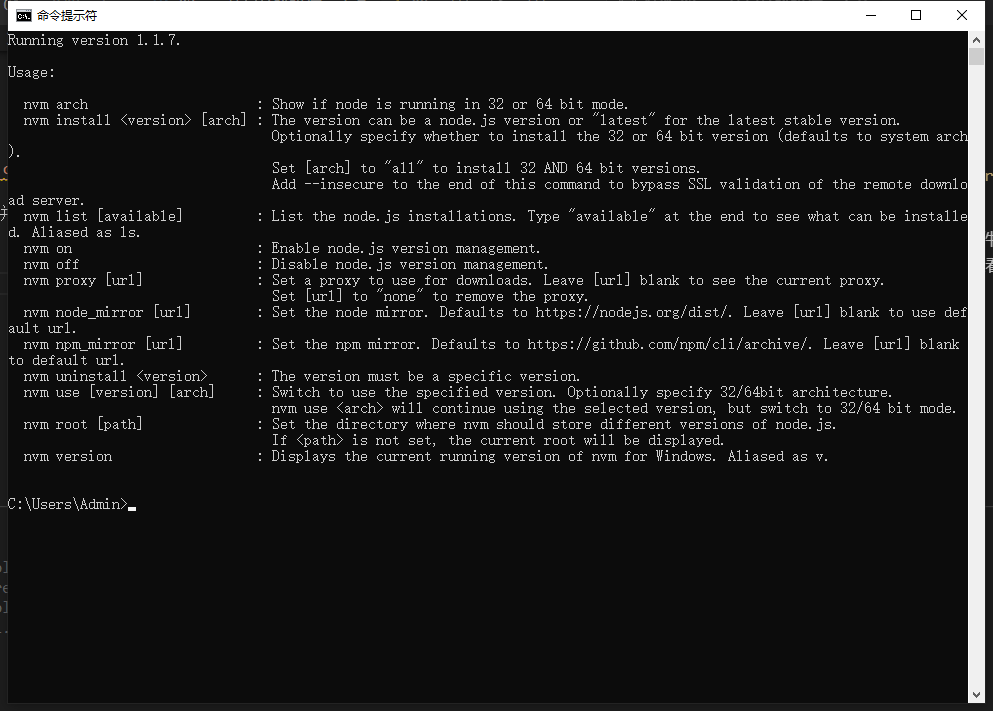 命令提示符
Running version 1.1.7.
Usage:
nvm arch : Show if node is running in 32 or 64 bit mode.
nvm install <version> [arch] : The version can be a node.js version or "latest" for the latest stable version.
Optionally specify whether to install the 32 or 64 bit version (defaults to system arch
).
Set [arch] to "all" to install 32 AND 64 bit versions.
Add --insecure to the end of this command to bypass SSL validation of the remote downlo
ad server.
nvm list [available] : List the node.js installations. Type "available" at the end to see what can be installe
d. Aliased as ls.
nvm on : Enable node.js version management.
nvm off : Disable node.js version management.
nvm proxy [url] : Set a proxy to use for downloads. Leave [url] blank to see the current proxy.
Set [url] to "none" to remove the proxy.
nvm node_mirror [url] : Set the node mirror. Defaults to https://nodejs.org/dist/. Leave [url] blank to use def
ault url.
nvm npm_mirror [url] : Set the npm mirror. Defaults to https://github.com/npm/cli/archive/. Leave [url] blank
to default url.
nvm uninstall <version> : The version must be a specific version.
nvm use [version] [arch] : Switch to use the specified version. Optionally specify 32/64bit architecture.
nvm use <arch> will continue using the selected version, but switch to 32/64 bit mode.
nvm root [path] : Set the directory where nvm should store different versions of node.js.
If <path> is not set, the current root will be displayed.
nvm version : Displays the current running version of nvm for Windows. Aliased as v.
C:\Users\Admin>